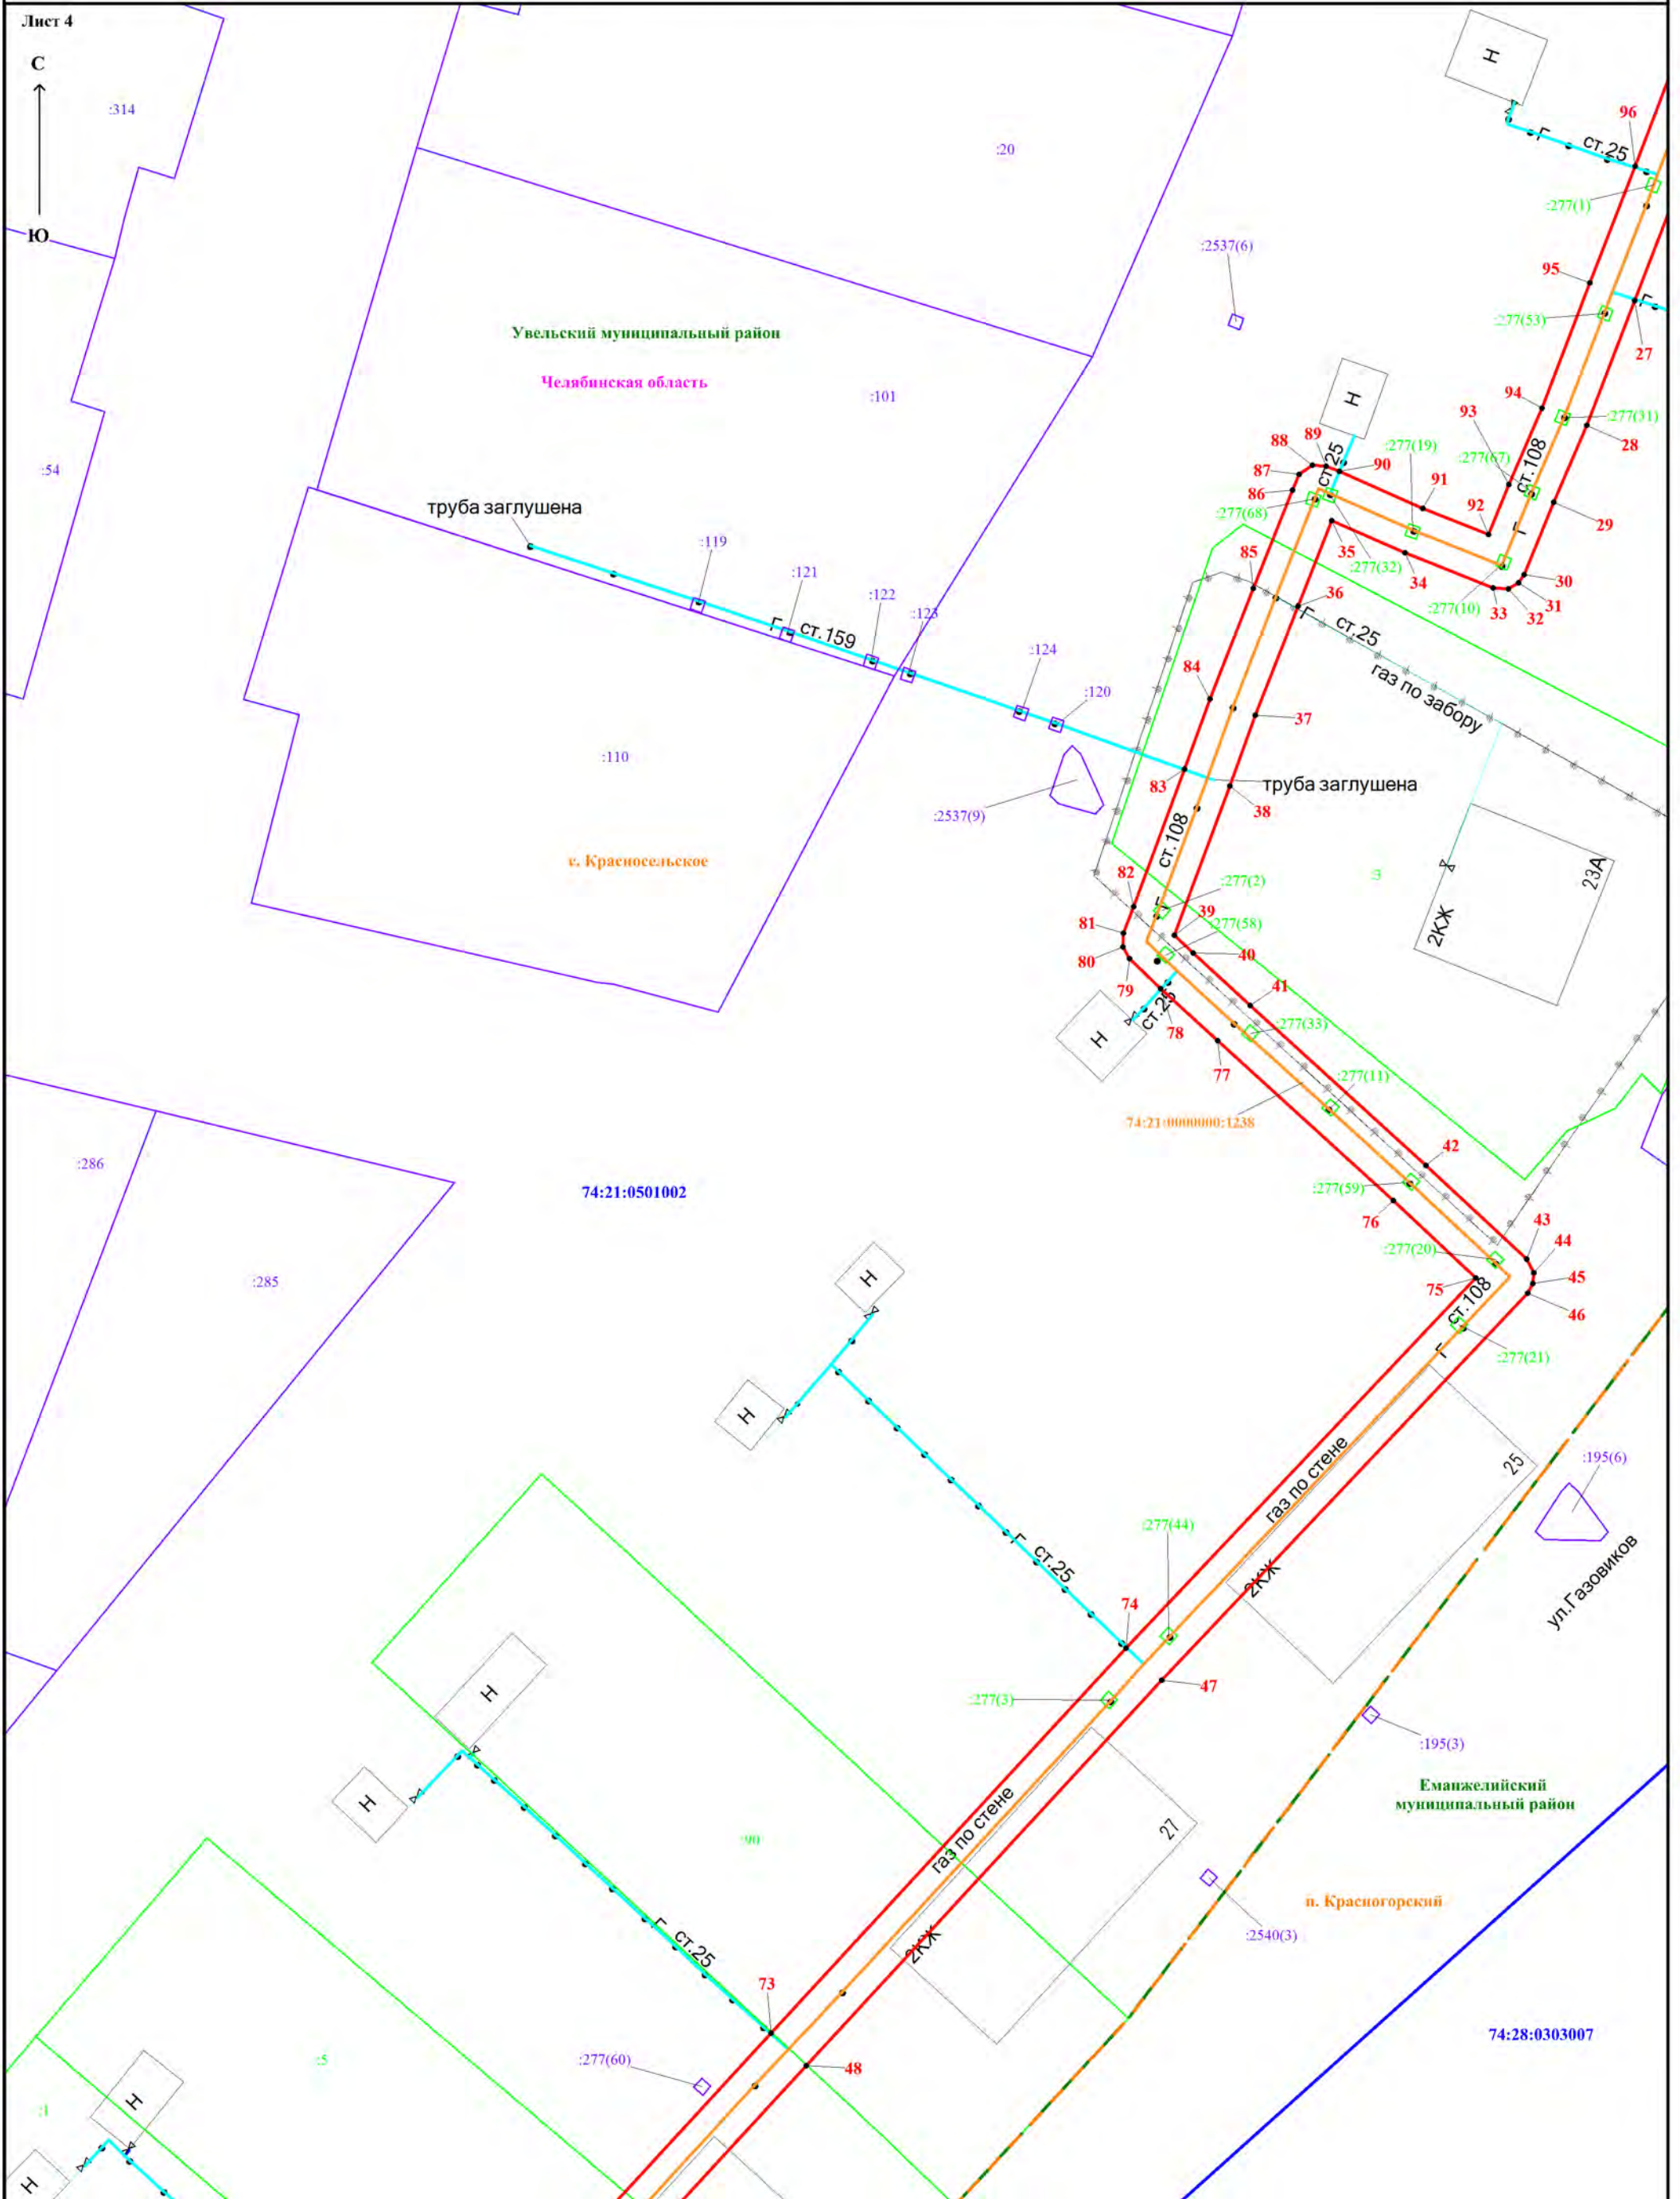 Лист 4
С
Ю
:314
:20
:54
Н
96
ст.25
Г
:277(1)
:2537(6)
95
:277(53)
Г
27
Увельский муниципальный район
Челябинская область
:101
Н
94
93
:277(31)
28
88
89
ст.25
90
:277(19)
:277(67)
ст.108
87
86
91
92
:277(68)
29
Г
труба заглушена
:119
:121
:122
:123
:124
:120
Г
ст.159
85
35
:277(32)
34
30
31
32
33
:277(10)
36
Г
ст.25
газ по забору
84
37
:110
83
труба заглушена
38
:2537(9)
ст.108
с. Красносельское
82
:277(2)
Г
39
:277(58)
:3
23А
2КЖ
81
80
79
40
41
Н
ст.25
78
:277(33)
77
:277(11)
74:21:0000000:1238
42
:286
74:21:0501002
:277(59)
76
43
44
:277(20)
45
46
75
ст.108
:285
Н
Г
:277(21)
Н
газ по стене
25
:195(6)
:277(44)
Г
ст.25
2КЖ
ул.Газовиков
74
47
:277(3)
Н
:195(3)
Еманжелинский
муниципальный район
Н
газ по стене
27
:90
п. Красногорский
Г
ст.25
2КЖ
:2540(3)
73
74:28:0303007
:5
:277(60)
48
:1
Н
Н